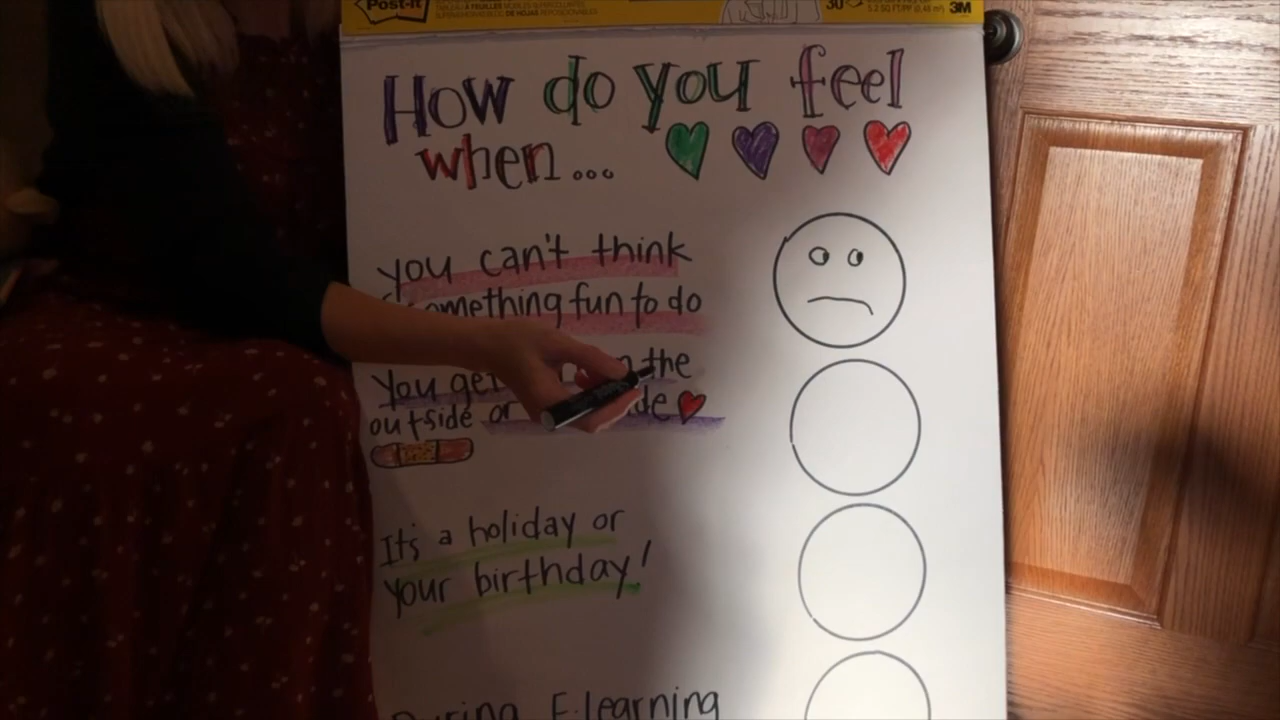 Post-it
30
3M
How do you feel
when...
you can't think
something fun to do
You get the
outside or
It's a holiday or
your birthday!
During E-learning